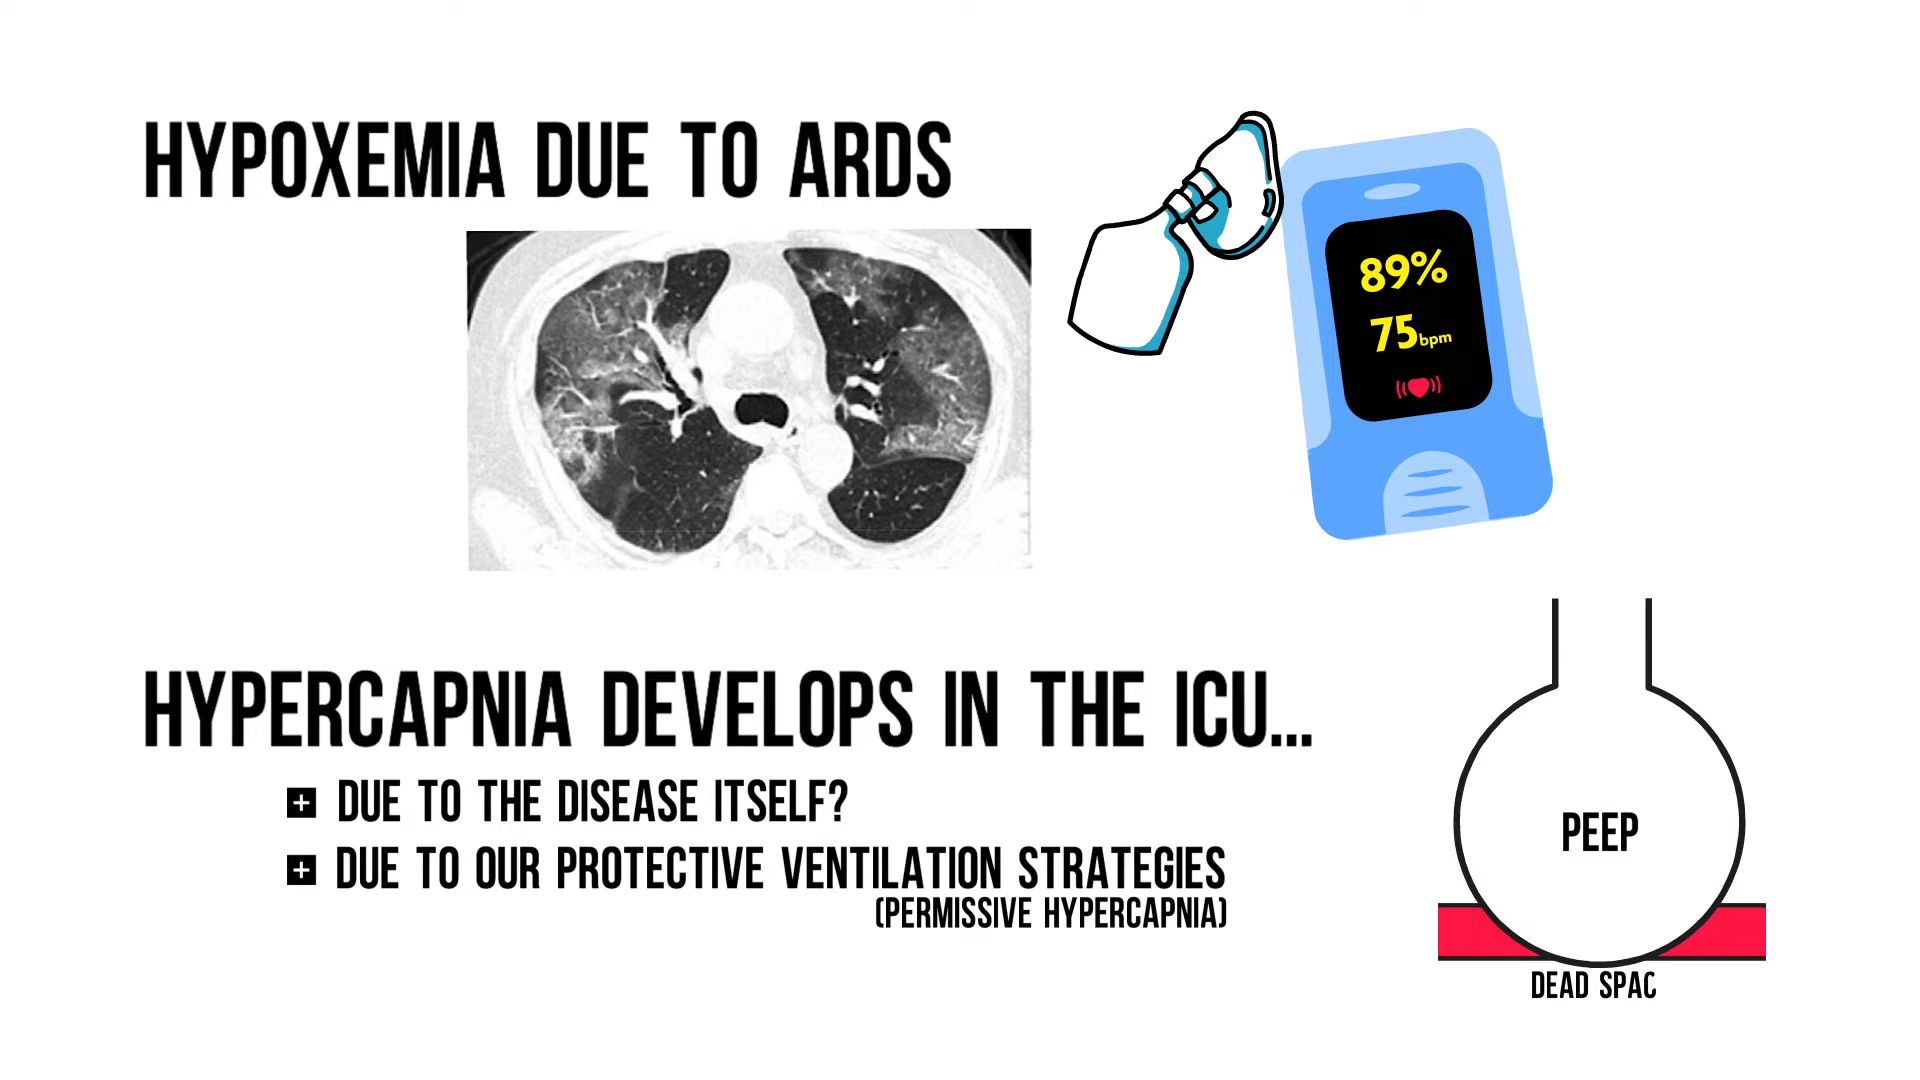 HYPOXEMIA DUE TO ARDS
89%
75bpm
HYPERCAPNIA DEVELOPS IN THE ICU...
+ DUE TO THE DISEASE ITSELF?
+ DUE TO OUR PROTECTIVE VENTILATION STRATEGIES
(PERMISSIVE HYPERCAPNIA)
PEEP
DEAD SPAC